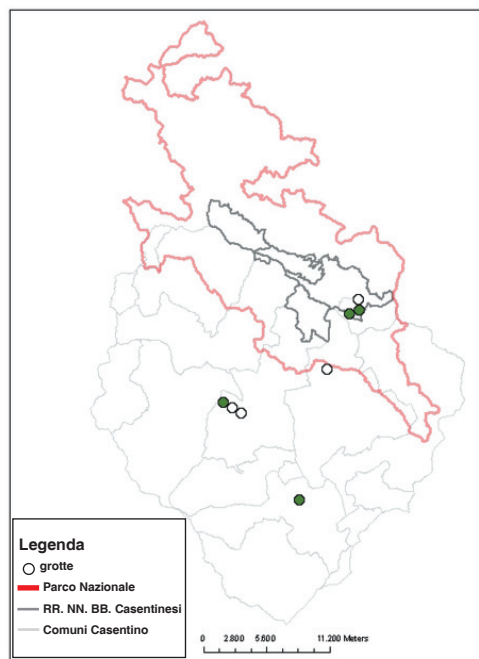 Legenda
grotte
Parco Nazionale
RR. NN. BB. Casentinesi
Comuni Casentino
0 2.800 5.600 11.200 Meters